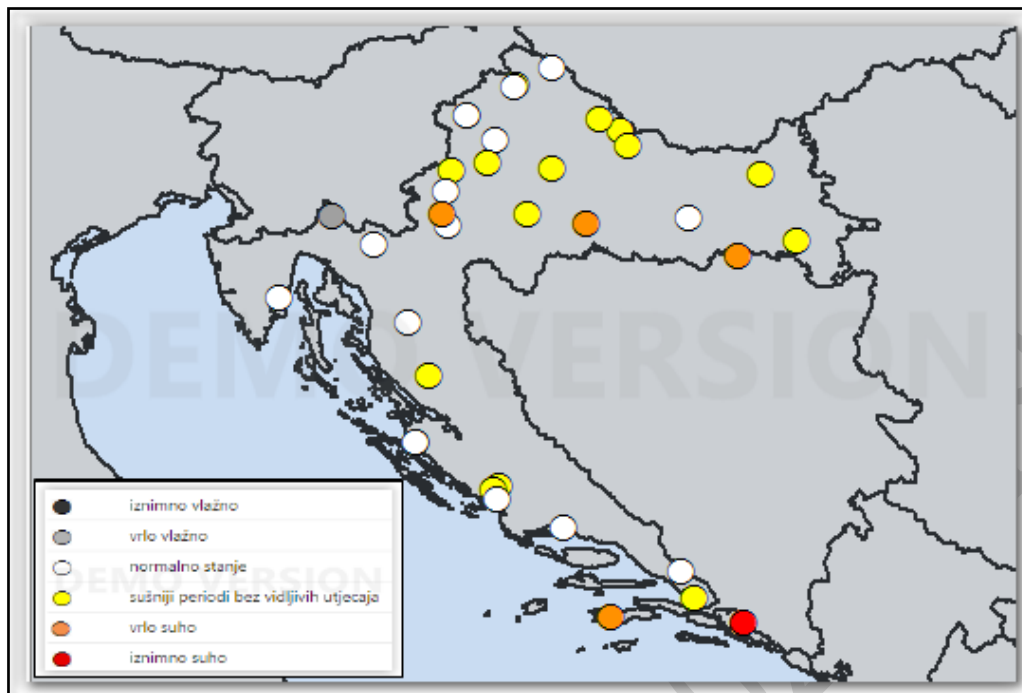 DEMO VERSION
iznimno vlažno
vrlo vlažno
normalno stanje
DEMO VERSION
sušniji periodi bez vidljivih utjecaja
vrlo suho
iznimno suho